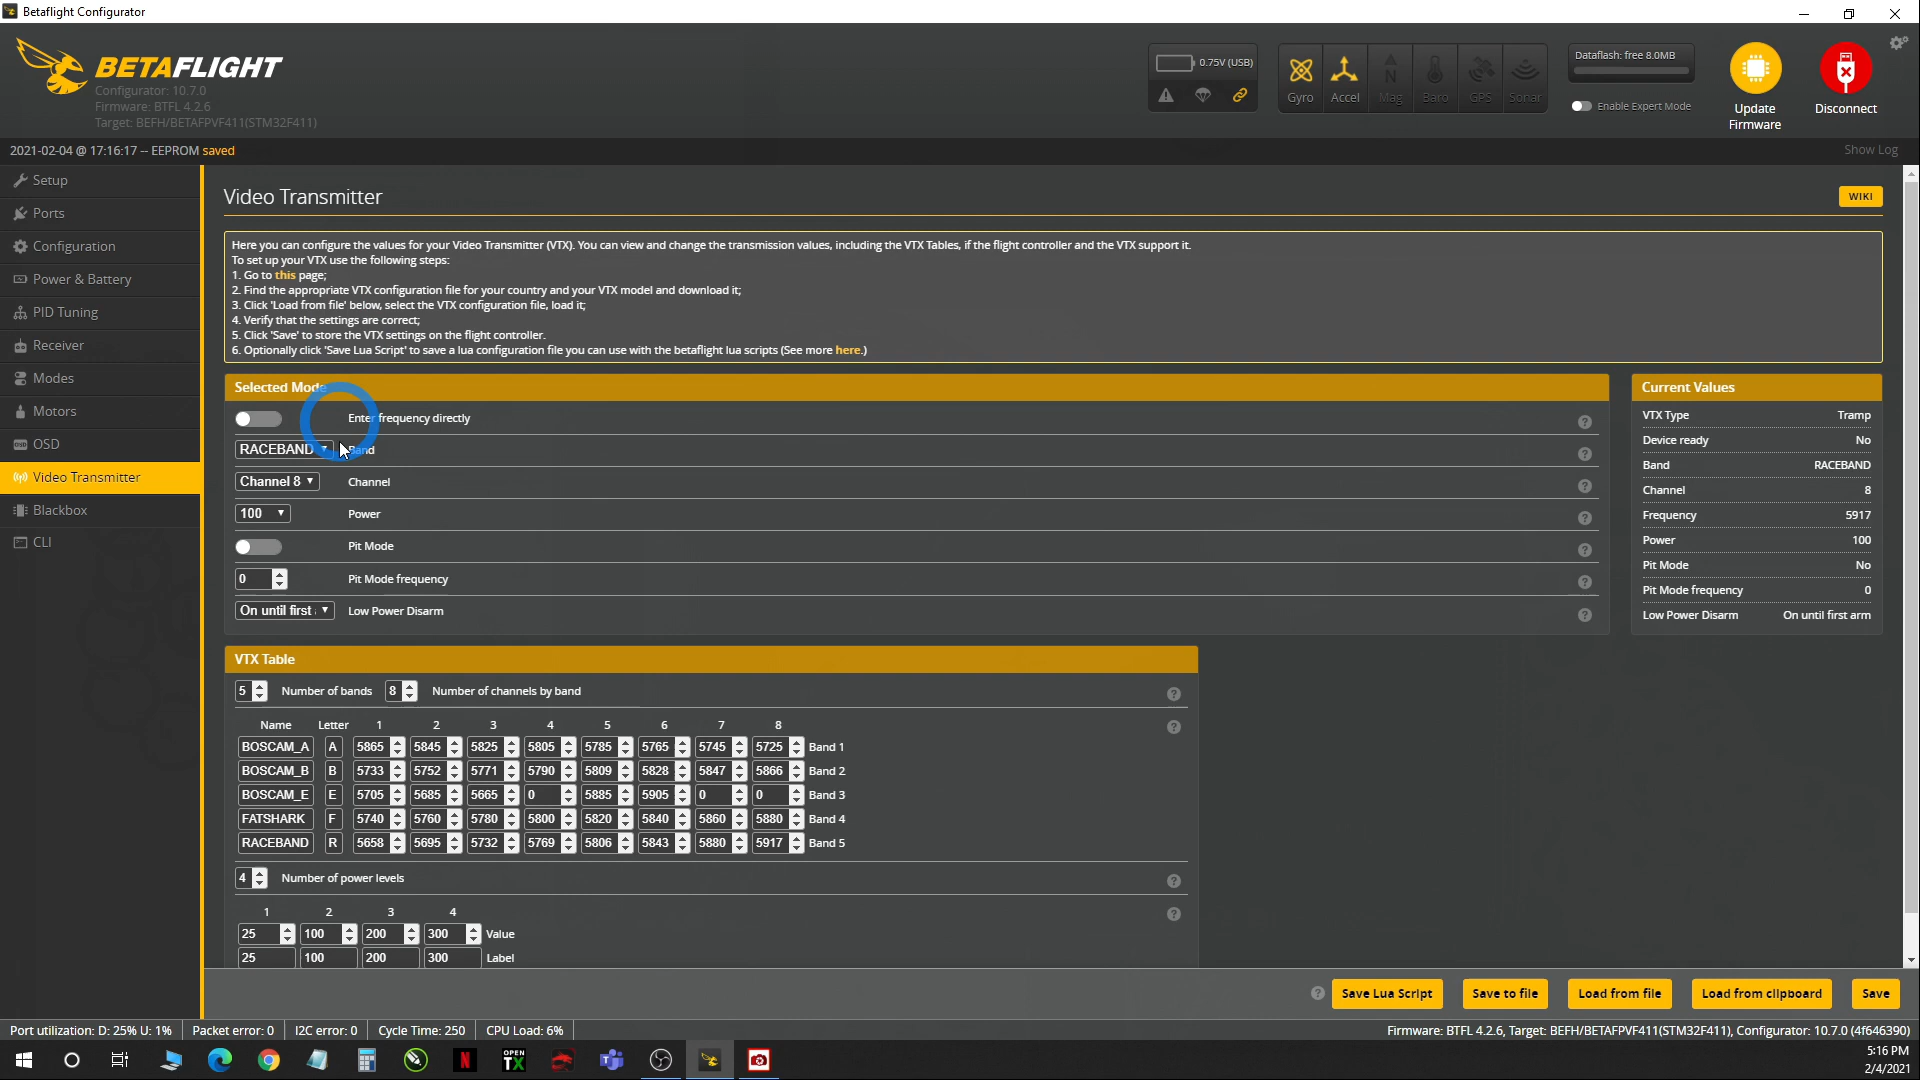 Betaflight Configurator
BETAFLIGHT
Configurator: 10.7.0
Firmware: BTFL 4.2.6
Target: BEFH/BETAFPVF411(STM32F411)
0.75V (USB)
Gyro
Accel
Mag
Baro
GPS
Sonar
Dataflash: free 8.0MB
Enable Expert Mode
Update
Firmware
Disconnect
2021-02-04 @ 17:16:17 -- EEPROM saved
Show Log
Setup
Ports
Configuration
Power & Battery
PID Tuning
Receiver
Modes
Motors
OSD
Video Transmitter
Blackbox
CLI
Video Transmitter
WIKI
Here you can configure the values for your Video Transmitter (VTX). You can view and change the transmission values, including the VTX Tables, if the flight controller and the VTX support it.
To set up your VTX use the following steps:
1. Go to this page;
2. Find the appropriate VTX configuration file for your country and your VTX model and download it;
3. Click 'Load from file' below, select the VTX configuration file, load it;
4. Verify that the settings are correct;
5. Click 'Save' to store the VTX settings on the flight controller.
6. Optionally click 'Save Lua Script' to save a lua configuration file you can use with the betaflight lua scripts (See more here.)
Selected Mode
Enter frequency directly
RACEBAND Band
Channel 8 Channel
100 Power
Pit Mode
0 Pit Mode frequency
On until first Low Power Disarm
Current Values
VTX Type Tramp
Device ready No
Band RACEBAND
Channel 8
Frequency 5917
Power 100
Pit Mode No
Pit Mode frequency 0
Low Power Disarm On until first arm
VTX Table
5 Number of bands 8 Number of channels by band
Name Letter 1 2 3 4 5 6 7 8
BOSCAM_A A 5865 5845 5825 5805 5785 5765 5745 5725 Band 1
BOSCAM_B B 5733 5752 5771 5790 5809 5828 5847 5866 Band 2
BOSCAM_E E 5705 5685 5665 0 5885 5905 0 0 Band 3
FATSHARK F 5740 5760 5780 5800 5820 5840 5860 5880 Band 4
RACEBAND R 5658 5695 5732 5769 5806 5843 5880 5917 Band 5
4 Number of power levels
1 2 3 4
25 100 200 300 Value
25 100 200 300 Label
Save Lua Script
Save to file
Load from file
Load from clipboard
Save
Port utilization: D: 25% U: 1% Packet error: 0 I2C error: 0 Cycle Time: 250 CPU Load: 6%
Firmware: BTFL 4.2.6, Target: BEFH/BETAFPVF411(STM32F411), Configurator: 10.7.0 (4f646390)
OPEN
TX
5:16 PM
2/4/2021